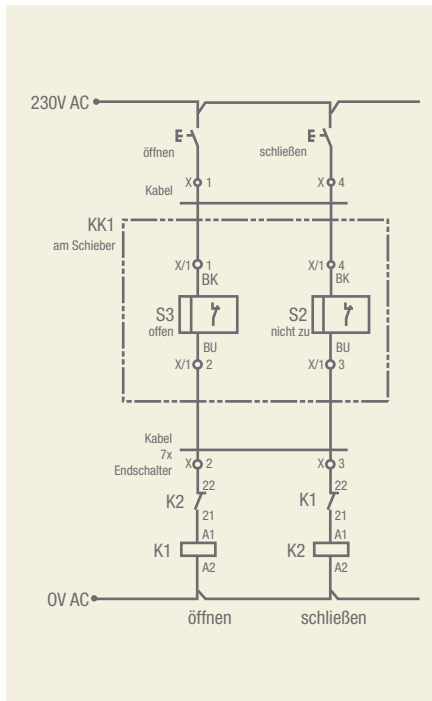 230V AC
öffnen
schließen
X 1
X 4
Kabel
KK1
am Schieber
X/1 1
X/1 4
BK
BK
S3
offen
S2
nicht zu
BU
BU
X/1 2
X/1 3
Kabel
7x
Endschalter
X 2
X 3
22
22
K2
K1
21
21
A1
A1
K1
K2
A2
A2
0V AC
öffnen
schließen